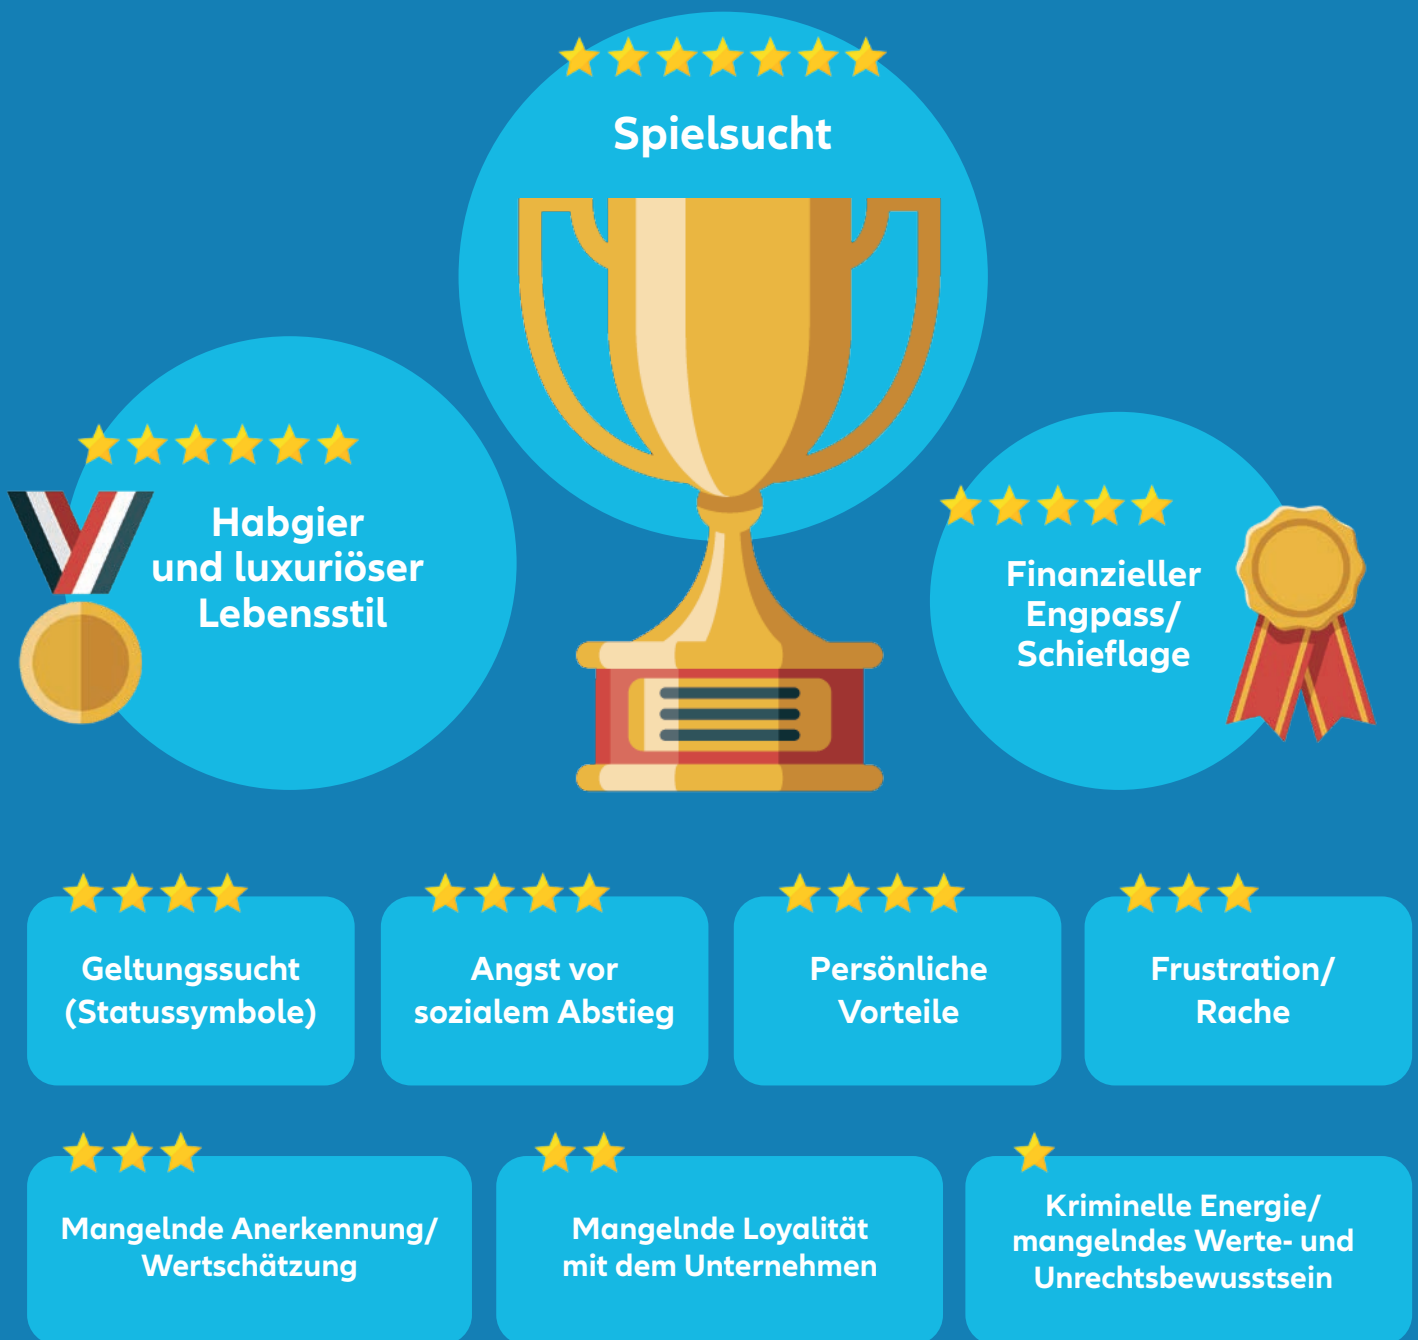 Spielsucht
Habgier
und luxuriöser
Lebensstil
Finanzieller
Engpass/
Schieflage
Geltungssucht
(Statussymbole)
Angst vor
sozialem Abstieg
Persönliche
Vorteile
Frustration/
Rache
Mangelnde Anerkennung/
Wertschätzung
Mangelnde Loyalität
mit dem Unternehmen
Kriminelle Energie/
mangelndes Werte- und
Unrechtsbewusstsein